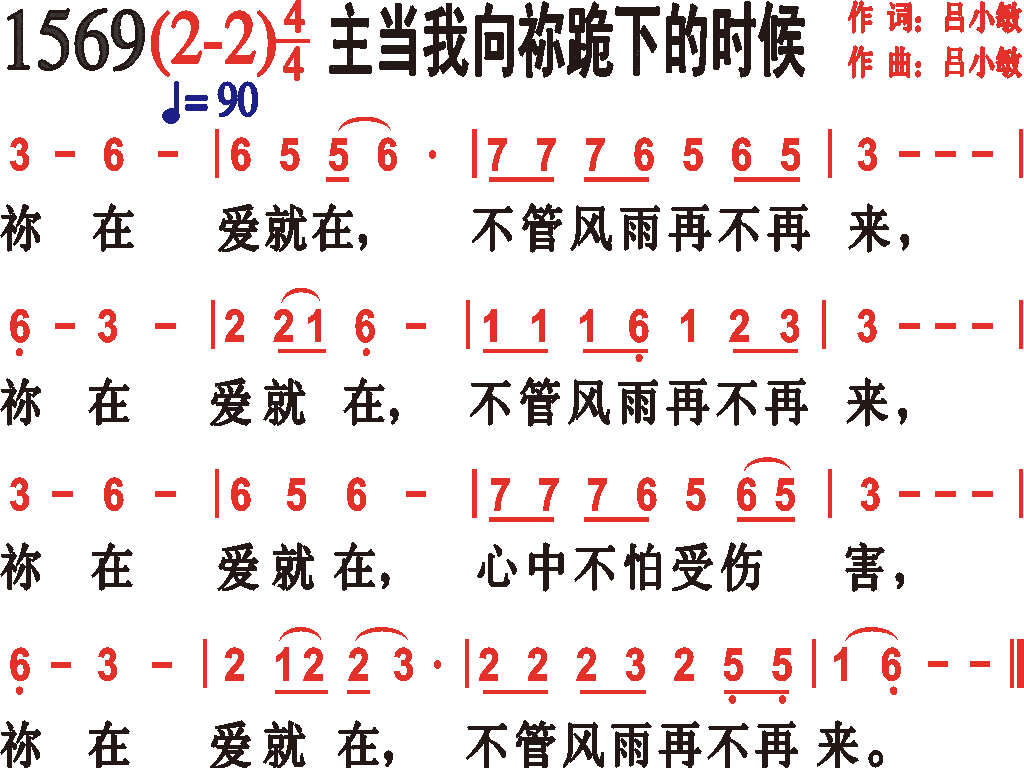 1569(2-2)4/4 主当我向祢跪下的时候 作 词：吕小敏
作 曲：吕小敏
♩= 90
3 - 6 - |6 5 5 6 · |7 7 7 6 5 6 5 |3 - - - |
祢 在 爱就在， 不管风雨再不再 来，
6 - 3 - |2 2 1 6 - |1 1 1 6 1 2 3 |3 - - - |
祢 在 爱就 在， 不管风雨再不再 来，
3 - 6 - |6 5 6 - |7 7 7 6 5 6 5 |3 - - - |
祢 在 爱就在， 心中不怕受伤 害，
6 - 3 - |2 1 2 2 3 · |2 2 2 3 2 5 5 |1 6 - - ‖
祢 在 爱就 在， 不管风雨再不再 来。